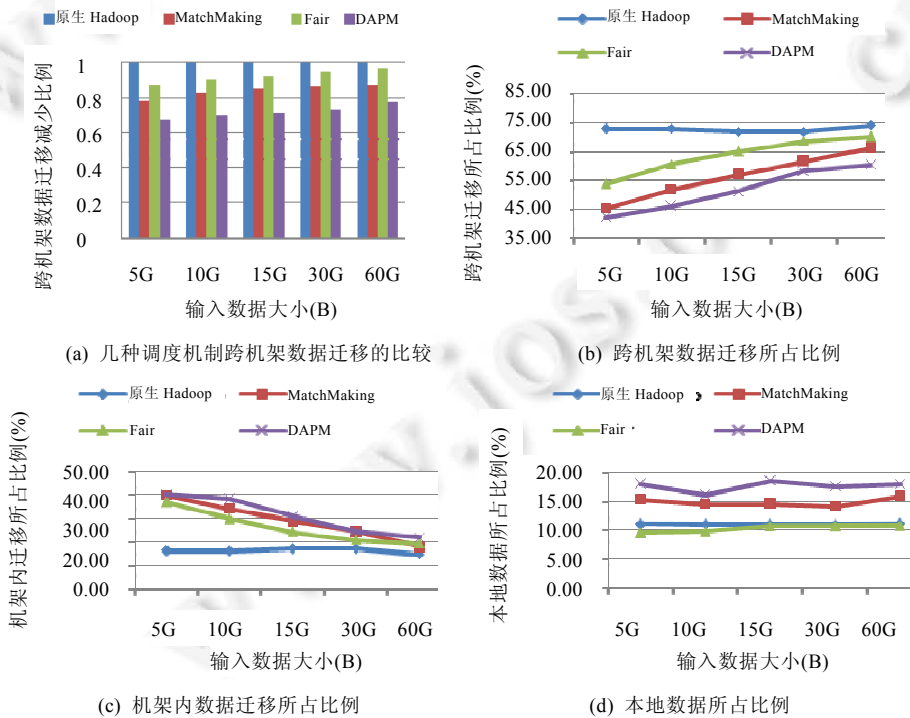 原生 Hadoop MatchMaking Fair DAPM
跨机架数据迁移减少比例
1
0.8
0.6
0.4
0.2
0
5G 10G 15G 30G 60G
输入数据大小(B)
(a) 几种调度机制跨机架数据迁移的比较
原生 Hadoop MatchMaking
Fair DAPM
跨机架迁移所占比例(%)
85.00
75.00
65.00
55.00
45.00
35.00
5G 10G 15G 30G 60G
输入数据大小(B)
(b) 跨机架数据迁移所占比例
原生 Hadoop MatchMaking
Fair DAPM
机架内迁移所占比例(%)
50.00
40.00
30.00
20.00
10.00
0.00
5G 10G 15G 30G 60G
输入数据大小(B)
(c) 机架内数据迁移所占比例
原生 Hadoop MatchMaking
Fair DAPM
本地数据所占比例(%)
20.00
15.00
10.00
5.00
0.00
5G 10G 15G 30G 60G
输入数据大小(B)
(d) 本地数据所占比例